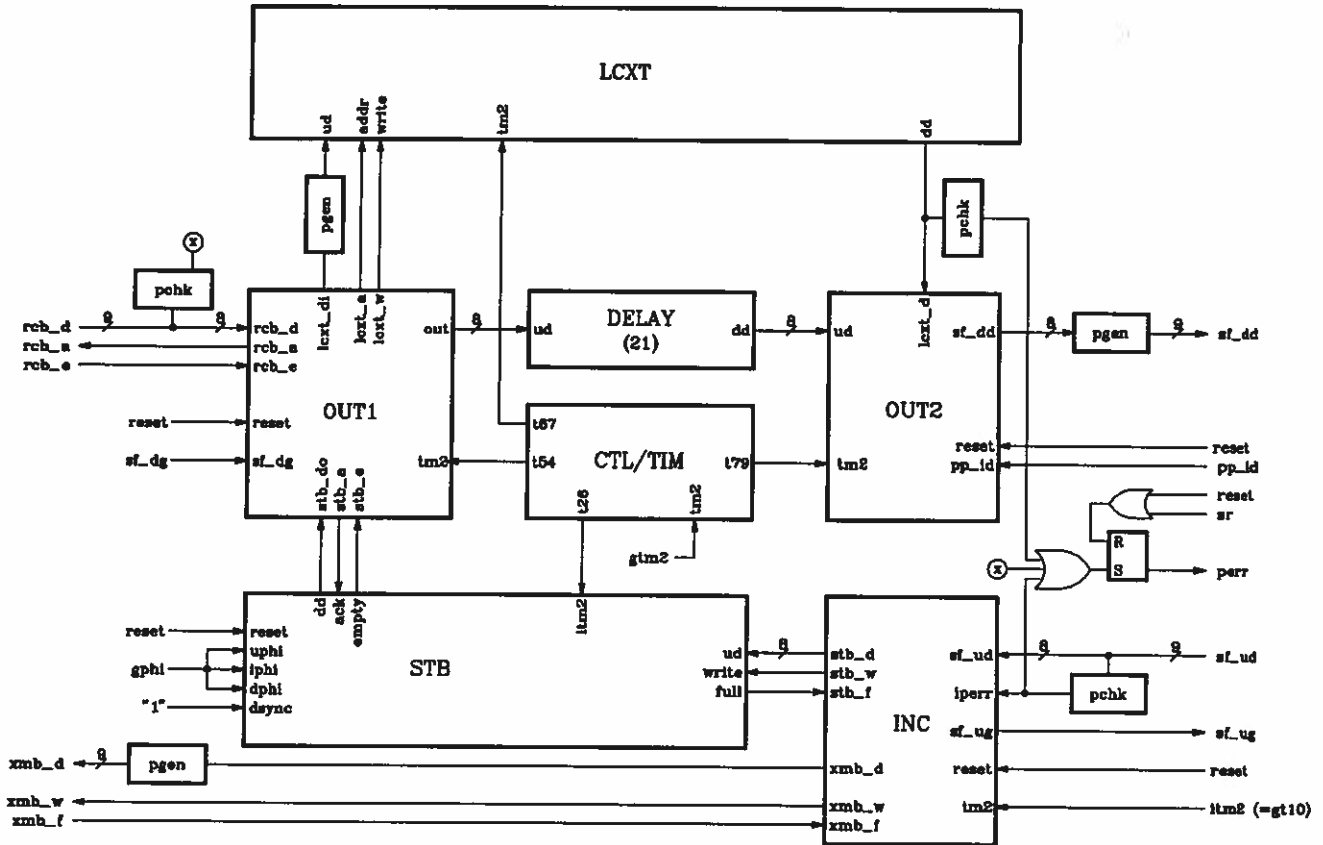 LCXT
ud
addr
write
tm2
dd
pgen
pchk
x
pchk
lcxt_di
lcxt_a
lcxt_w
lcxt_d
rcb_d
9
8
rcb_d
out
8
ud
DELAY
dd
8
ud
sf_dd
8
pgen
9
sf_dd
rcb_a
rcb_a
(21)
rcb_e
rcb_e
OUT1
OUT2
reset
reset
t67
reset
reset
sf_dg
sf_dg
tm2
t54
CTL/TIM
t79
tm2
pp_id
pp_id
stb_do
stb_a
stb_e
t26
tm2
reset
sr
gtm2
R
S
x
perr
dd
ack
empty
itm2
reset
reset
uphi
gphi
iphi
dphi
"1"
dsync
STB
ud
8
stb_d
sf_ud
8
9
sf_ud
write
stb_w
full
stb_f
iperr
pchk
INC
sf_ug
sf_ug
xmb_d
9
pgen
xmb_d
reset
reset
xmb_w
xmb_w
tm2
itm2 (=gt10)
xmb_f
xmb_f